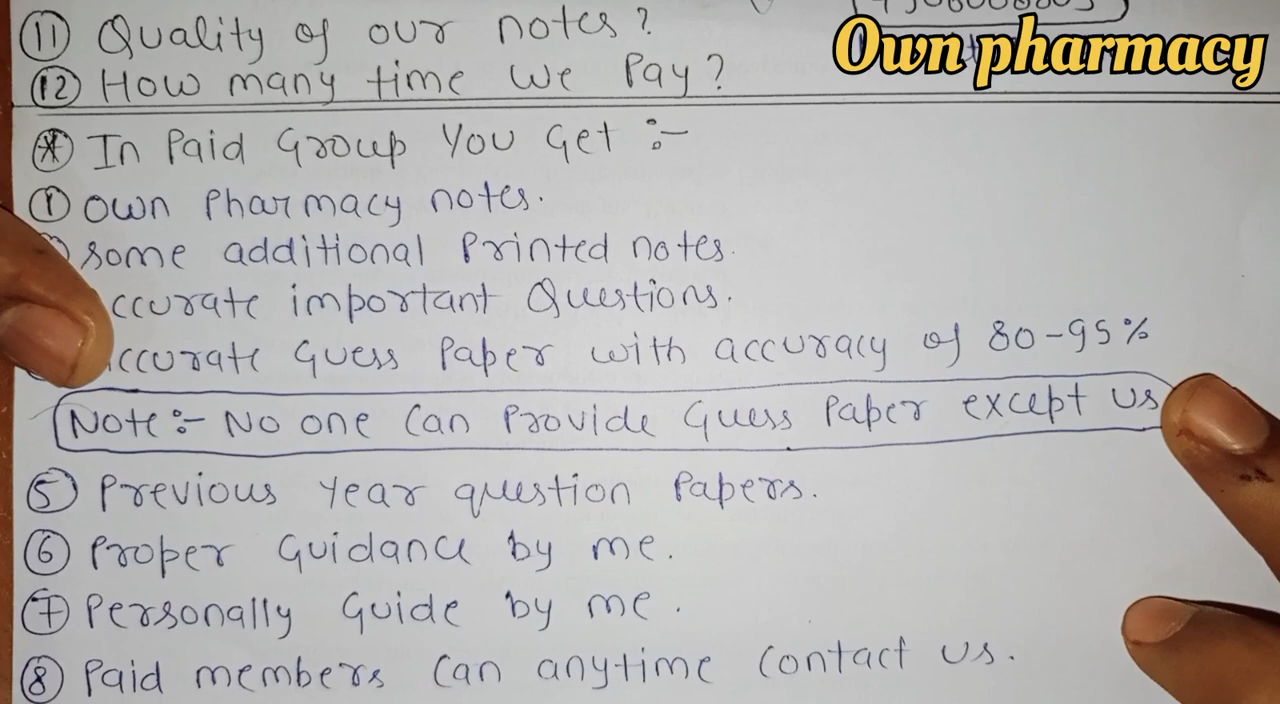 ⑪ Quality of our notes?
Own pharmacy
⑫ How many time we Pay?
* In Paid Group You Get :-
① Own Pharmacy notes.
some additional Printed notes.
ccurate important Questions.
ccurate Guess Paper with accuracy of 80-95%
Note :- No one Can Provide Guess Paper except us
⑤ Previous Year question Papers.
⑥ Proper Guidance by me.
⑦ Personally Guide by me.
⑧ Paid members Can anytime Contact us.